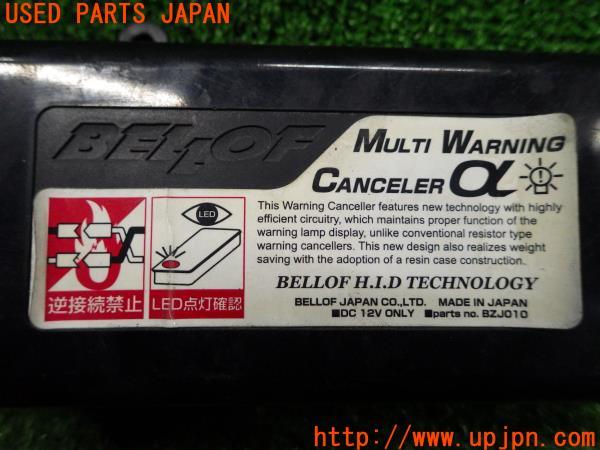 USED PARTS JAPAN
BELLOF
MULTI WARNING
CANCELER α
This Warning Canceller features new technology with highly
efficient circuitry, which maintains proper function of the
warning lamp display, unlike conventional resistor type
warning cancellers. This new design also realizes weight
saving with the adoption of a resin case construction.
LED
逆接続禁止
LED点灯確認
BELLOF H.I.D TECHNOLOGY
BELLOF JAPAN CO.,LTD. MADE IN JAPAN
■DC 12V ONLY ■parts no. BZJ010
USED PARTS JAPAN
http://www.upjpn.com/